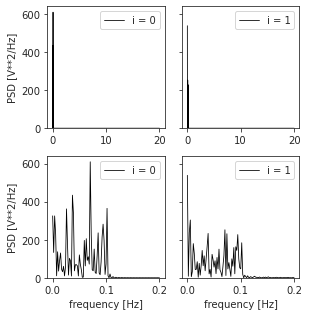 i = 0
i = 1
PSD [V**2/Hz]
600
400
200
0
0 10 20
0 10 20
i = 0
i = 1
PSD [V**2/Hz]
600
400
200
0
0.0 0.1 0.2
0.0 0.1 0.2
frequency [Hz]
frequency [Hz]